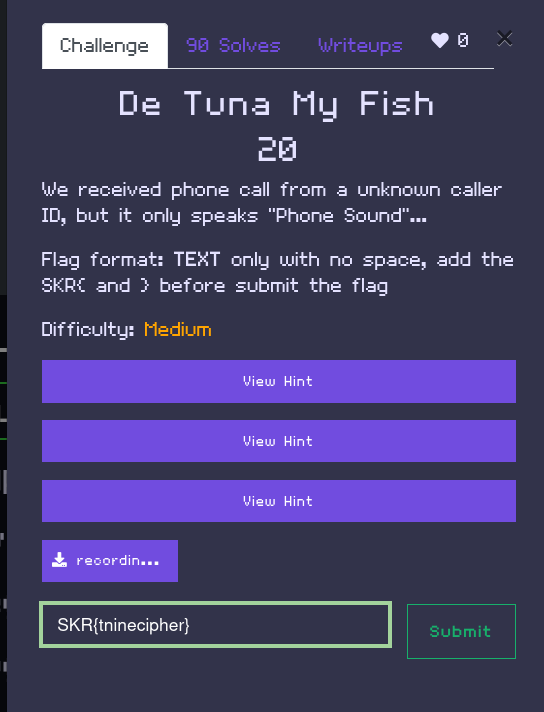 Challenge
90 Solves
Writeups
0
×
De Tuna My Fish
20
We received phone call from a unknown caller
ID, but it only speaks "Phone Sound"...
Flag format: TEXT only with no space, add the
SKR{ and } before submit the flag
Difficulty: Medium
View Hint
View Hint
View Hint
recordin...
SKR{tninecipher}
Submit